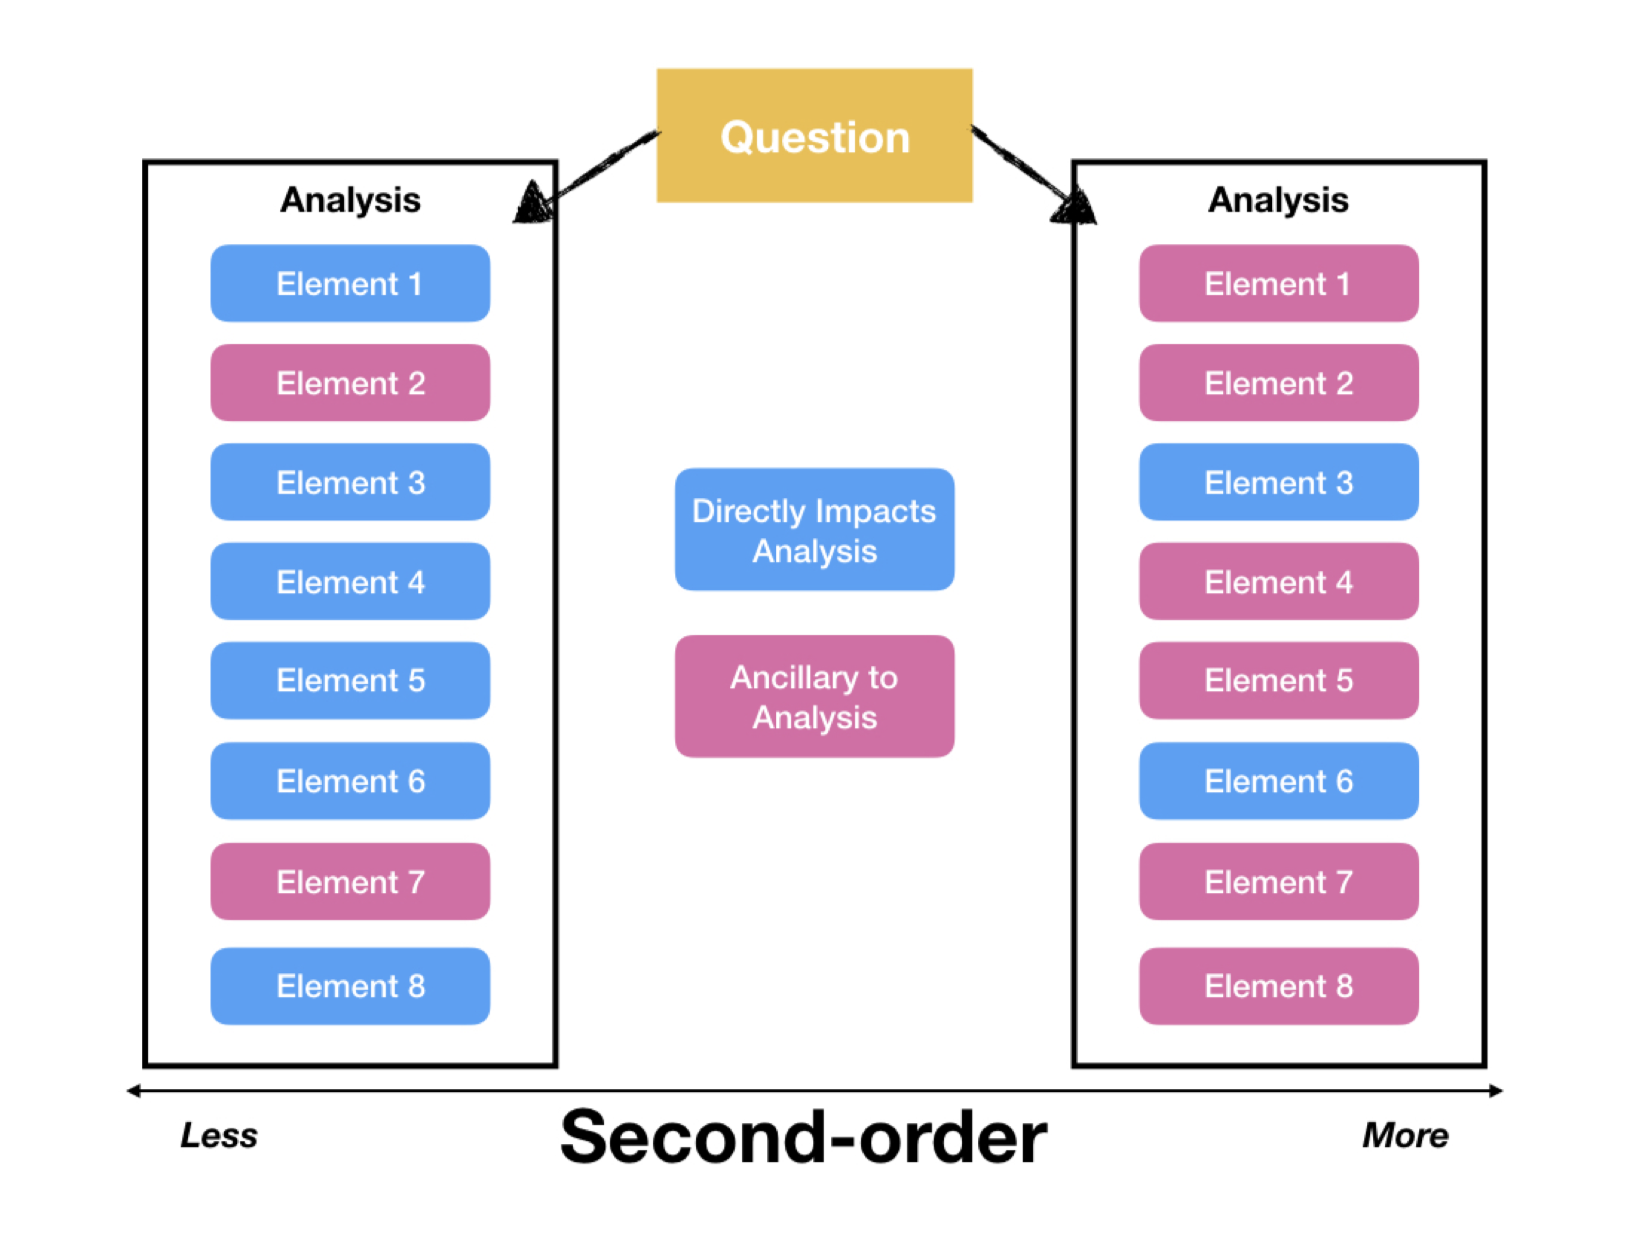 Question
Analysis
Element 1
Element 2
Element 3
Element 4
Element 5
Element 6
Element 7
Element 8
Directly Impacts
Analysis
Ancillary to
Analysis
Analysis
Element 1
Element 2
Element 3
Element 4
Element 5
Element 6
Element 7
Element 8
Less
Second-order
More